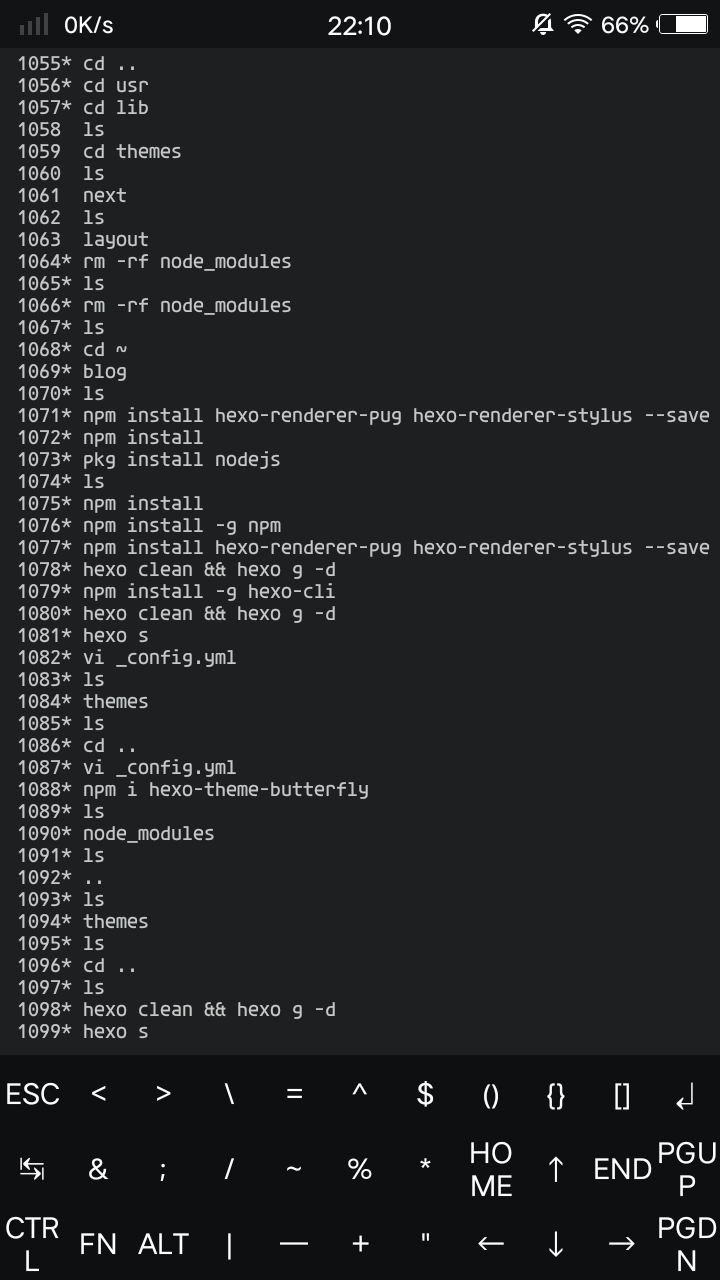 0K/s 22:10 66%
1055* cd ..
1056* cd usr
1057* cd lib
1058  ls
1059  cd themes
1060  ls
1061  next
1062  ls
1063  layout
1064* rm -rf node_modules
1065* ls
1066* rm -rf node_modules
1067* ls
1068* cd ~
1069* blog
1070* ls
1071* npm install hexo-renderer-pug hexo-renderer-stylus --save
1072* npm install
1073* pkg install nodejs
1074* ls
1075* npm install
1076* npm install -g npm
1077* npm install hexo-renderer-pug hexo-renderer-stylus --save
1078* hexo clean && hexo g -d
1079* npm install -g hexo-cli
1080* hexo clean && hexo g -d
1081* hexo s
1082* vi _config.yml
1083* ls
1084* themes
1085* ls
1086* cd ..
1087* vi _config.yml
1088* npm i hexo-theme-butterfly
1089* ls
1090* node_modules
1091* ls
1092* ..
1093* ls
1094* themes
1095* ls
1096* cd ..
1097* ls
1098* hexo clean && hexo g -d
1099* hexo s
ESC < > \ = ^ $ () {} [] ↲
↹ & ; / ~ % * HOME ↑ END PGUP
CTRL FN ALT | — + " ← ↓ → PGDN